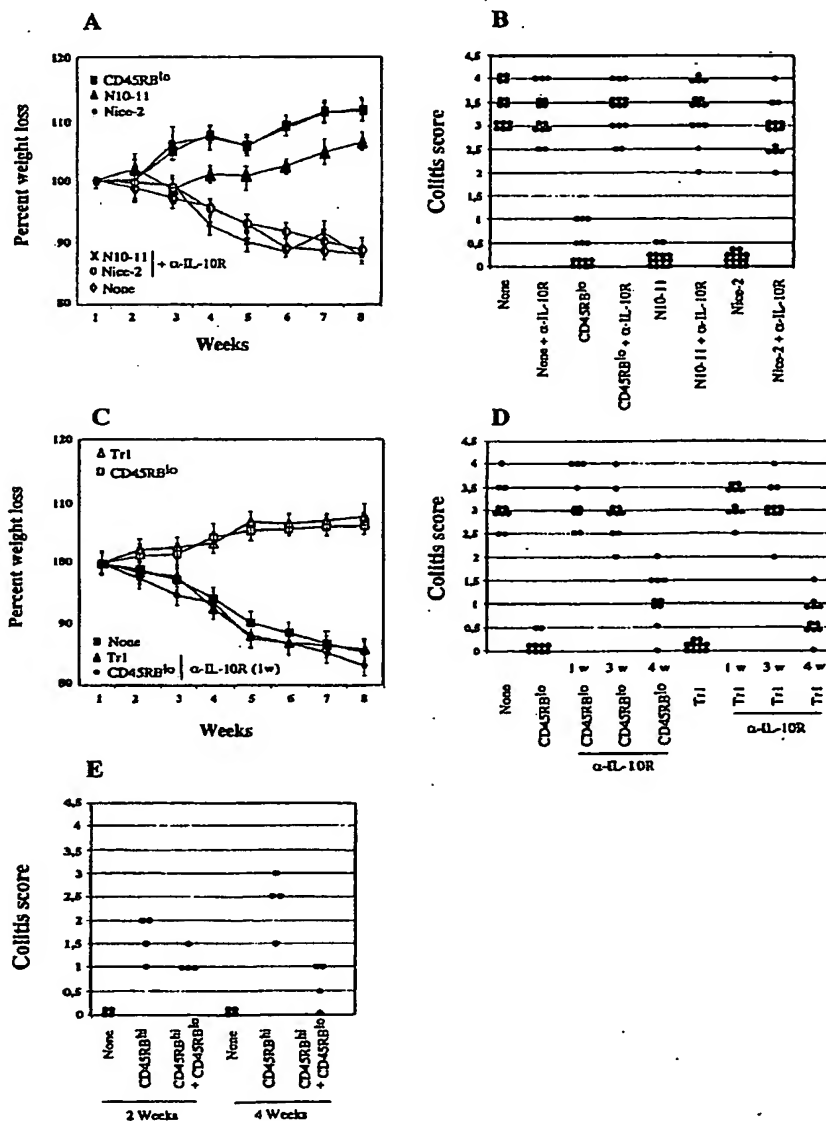 A
Percent weight loss
120
110
100
90
80
CD45RBlo
N10-11
Nico-2
N10-11
Nico-2
None
+ α-IL-10R
1 2 3 4 5 6 7 8
Weeks
B
Colitis score
4,5
4
3,5
3
2,5
2
1,5
1
0,5
0
None
None + α-IL-10R
CD45RBlo
CD45RBlo + α-IL-10R
N10-11
N10-11 + α-IL-10R
Nico-2
Nico-2 + α-IL-10R
C
Percent weight loss
120
110
100
90
80
Tr1
CD45RBlo
None
Tr1
CD45RBlo
α-IL-10R (1w)
1 2 3 4 5 6 7 8
Weeks
D
Colitis score
4,5
4
3,5
3
2,5
2
1,5
1
0,5
0
1 w 3 w 4 w 1 w 3 w 4 w
None
CD45RBlo
CD45RBlo
CD45RBlo
CD45RBlo
Tr1
Tr1
Tr1
Tr1
α-IL-10R
α-IL-10R
E
Colitis score
4,5
4
3,5
3
2,5
2
1,5
1
0,5
0
None
CD45RBhi
CD45RBhi
+ CD45RBlo
None
CD45RBhi
CD45RBhi
+ CD45RBlo
2 Weeks
4 Weeks